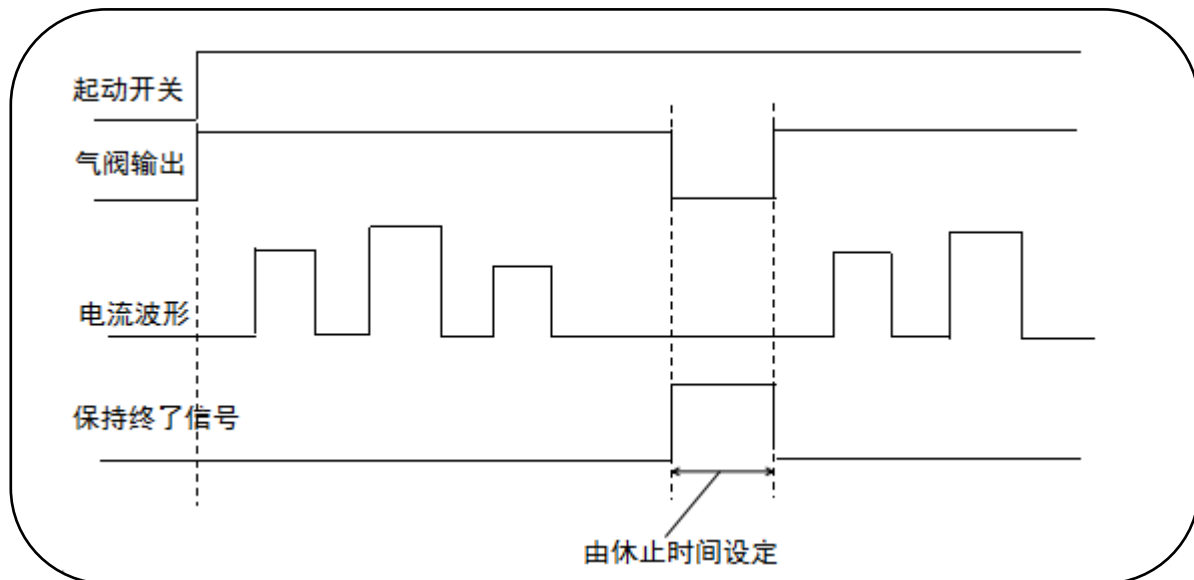 起动开关
气阀输出
电流波形
保持终了信号
由休止时间设定